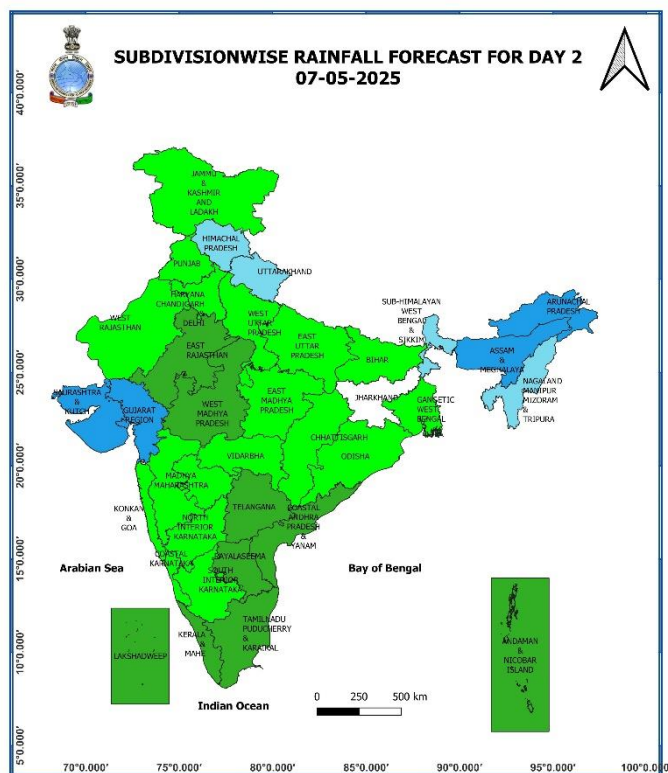 SUBDIVISIONWISE RAINFALL FORECAST FOR DAY 2
07-05-2025
40°0.000'
35°0.000'
30°0.000'
25°0.000'
20°0.000'
15°0.000'
10°0.000'
5°0.000'
JAMMU
&
KASHMIR
AND
LADAKH
HIMACHAL
PRADESH
PUNJAB
UTTARAKHAND
HARYANA
CHANDIGARH
DELHI
WEST
RAJASTHAN
WEST
UTTAR
PRADESH
EAST
UTTAR
PRADESH
EAST
RAJASTHAN
SUB-HIMALAYAN
WEST
BENGAL
&
SIKKIM
ARUNACHAL
PRADESH
ASSAM
&
MEGHALAYA
NAGALAND
MANIPUR
MIZORAM
&
TRIPURA
BIHAR
JHARKHAND
GANGETIC
WEST
BENGAL
SAURASHTRA
&
KUTCH
GUJARAT
REGION
WEST
MADHYA
PRADESH
EAST
MADHYA
PRADESH
CHHATTISGARH
VIDARBHA
ODISHA
MADHYA
MAHARASHTRA
KONKAN
&
GOA
TELANGANA
COASTAL
ANDHRA
PRADESH
&
YANAM
NORTH
INTERIOR
KARNATAKA
COASTAL
KARNATAKA
RAYALASEEMA
SOUTH
INTERIOR
KARNATAKA
Arabian Sea
Bay of Bengal
TAMILNADU
PUDUCHERRY
&
KARAIKAL
KERALA
&
MAHE
LAKSHADWEEP
ANDAMAN
&
NICOBAR
ISLAND
Indian Ocean
0 250 500 km
70°0.000' 75°0.000' 80°0.000' 85°0.000' 90°0.000' 95°0.000' 100°0.000'